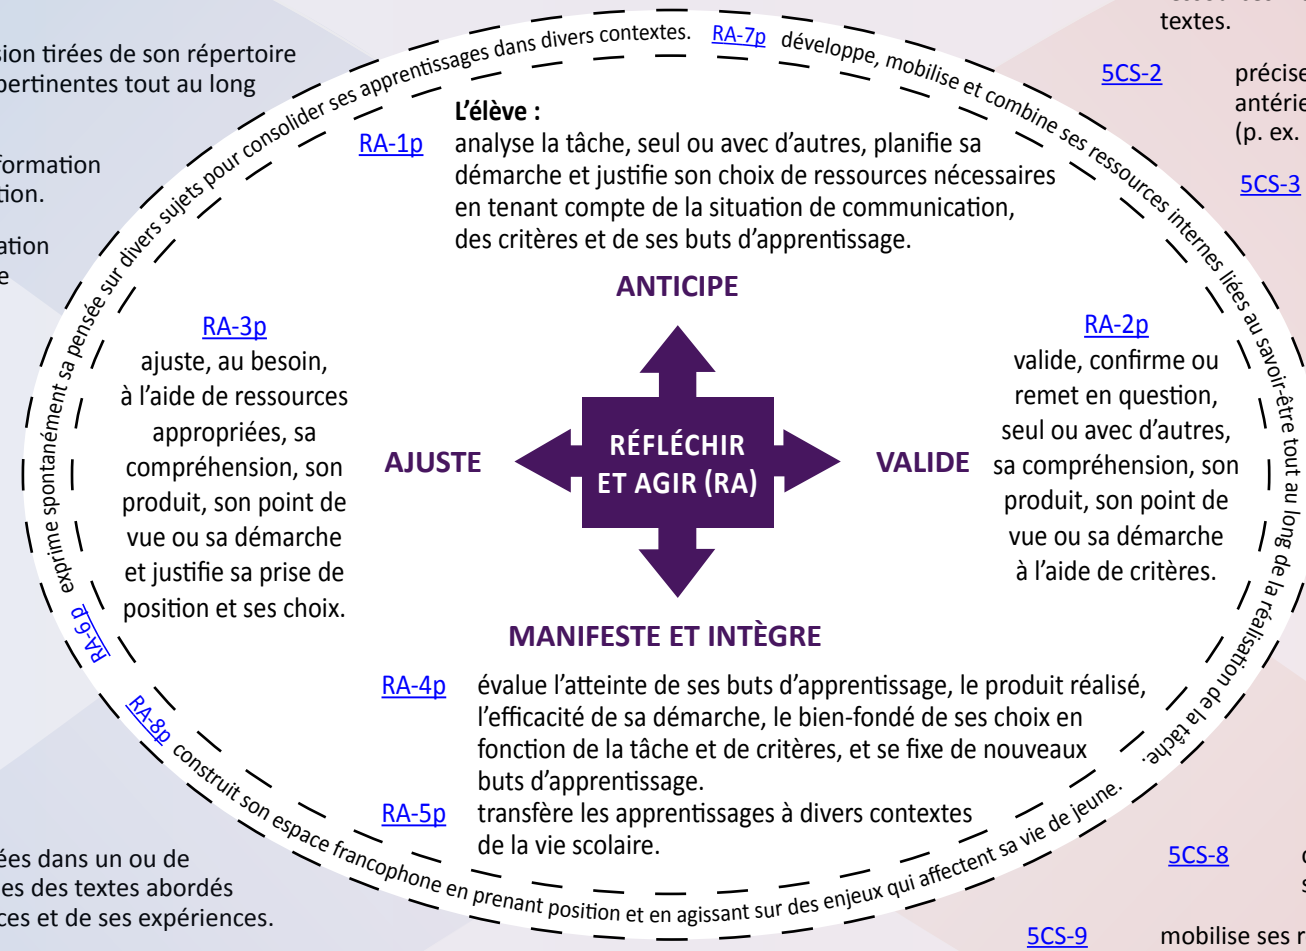 sion tirées de son répertoire
pertinentes tout au long
formation
tion.
ation
e
textes.
5CS-2 précise
antérie
(p. ex.
5CS-3
RA-6p exprime spontanément sa pensée sur divers sujets pour consolider ses apprentissages dans divers contextes.
RA-7p développe, mobilise et combine ses ressources internes liées au savoir-être tout au long de la réalisation de la tâche.
L’élève :
RA-1p analyse la tâche, seul ou avec d’autres, planifie sa
démarche et justifie son choix de ressources nécessaires
en tenant compte de la situation de communication,
des critères et de ses buts d’apprentissage.
ANTICIPE
RA-3p
ajuste, au besoin,
à l’aide de ressources
appropriées, sa
compréhension, son
produit, son point de
vue ou sa démarche
et justifie sa prise de
position et ses choix.
AJUSTE
RÉFLÉCHIR
ET AGIR (RA)
VALIDE
RA-2p
valide, confirme ou
remet en question,
seul ou avec d’autres,
sa compréhension, son
produit, son point de
vue ou sa démarche
à l’aide de critères.
MANIFESTE ET INTÈGRE
RA-4p évalue l’atteinte de ses buts d’apprentissage, le produit réalisé,
l’efficacité de sa démarche, le bien-fondé de ses choix en
fonction de la tâche et de critères, et se fixe de nouveaux
buts d’apprentissage.
RA-5p transfère les apprentissages à divers contextes
de la vie scolaire.
RA-8p construit son espace francophone en prenant position et en agissant sur des enjeux qui affectent sa vie de jeune.
ées dans un ou de
es des textes abordés
ces et de ses expériences.
5CS-8
s
5CS-9 mobilise ses r